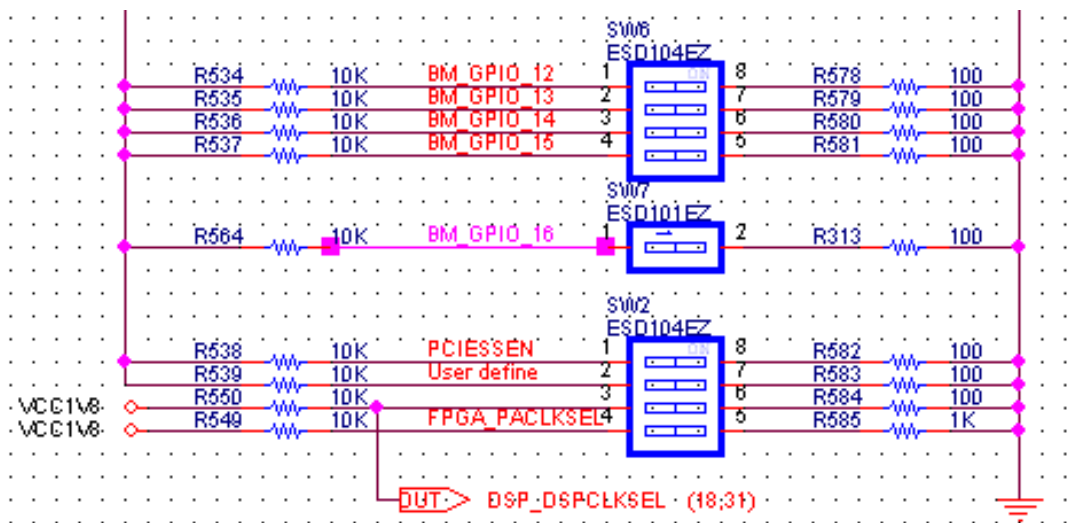 SW6
ESD104EZ
R534 10K BM_GPIO_12 1 ON 8 R578 100
R535 10K BM_GPIO_13 2 7 R579 100
R536 10K BM_GPIO_14 3 6 R580 100
R537 10K BM_GPIO_15 4 5 R581 100
SW7
ESD101EZ
R564 10K BM_GPIO_16 1 2 R313 100
SW2
ESD104EZ
R538 10K PCIESSEN 1 ON 8 R582 100
R539 10K User define 2 7 R583 100
VCC1V8 R550 10K 3 6 R584 100
VCC1V8 R549 10K FPGA_PACLKSEL 4 5 R585 1K
OUT DSP_DSPCLKSEL (18,31)